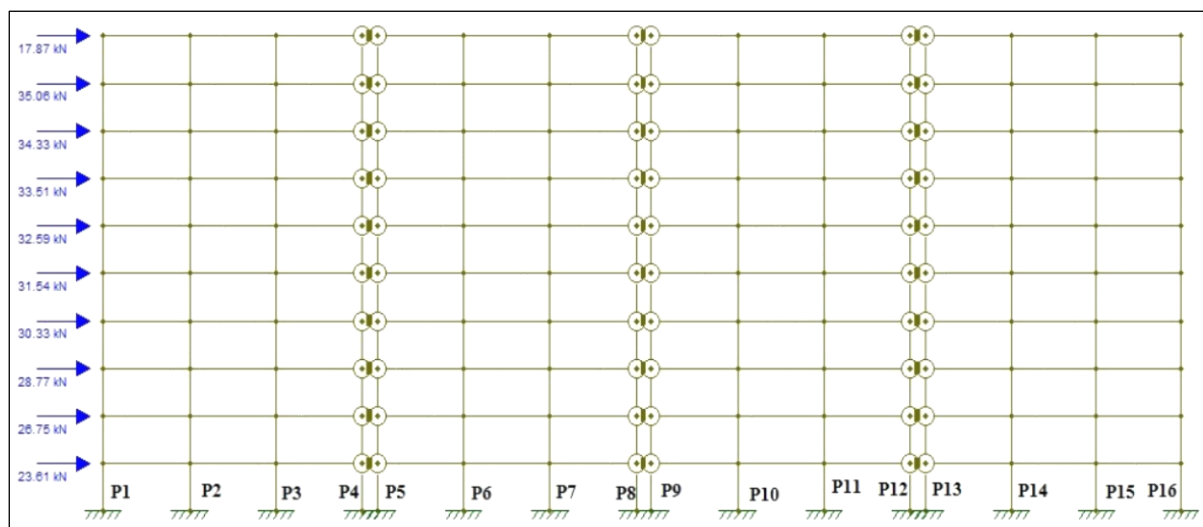 17.87 kN
35.06 kN
34.33 kN
33.51 kN
32.59 kN
31.54 kN
30.33 kN
28.77 kN
26.75 kN
23.61 kN
P1 P2 P3 P4 P5 P6 P7 P8 P9 P10 P11 P12 P13 P14 P15 P16